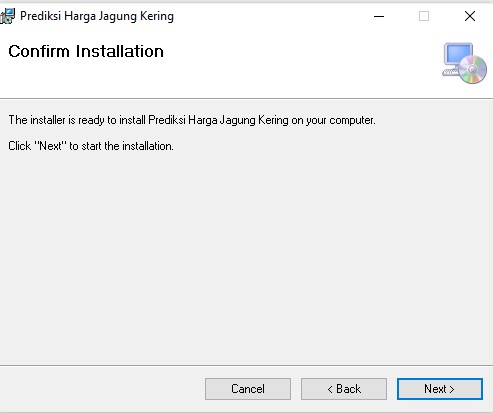 Prediksi Harga Jagung Kering
Confirm Installation
The installer is ready to install Prediksi Harga Jagung Kering on your computer.
Click "Next" to start the installation.
Cancel
< Back
Next >